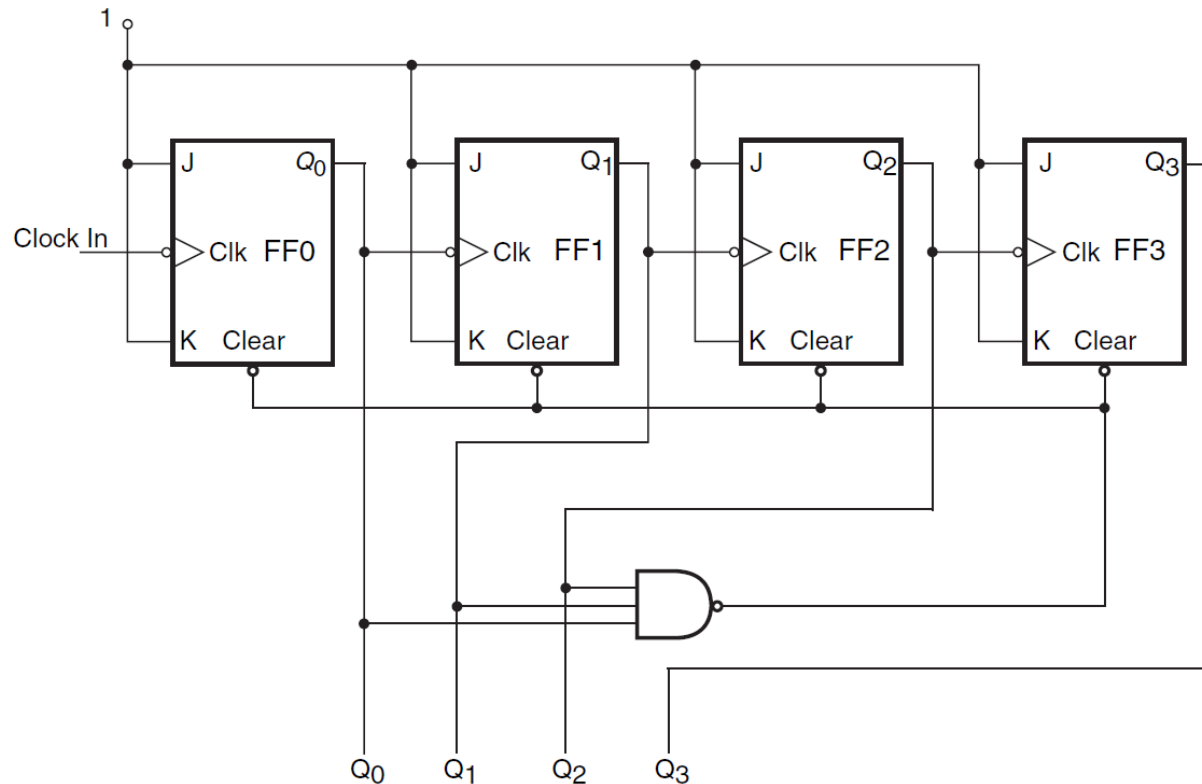 1
J Q0 J Q1 J Q2 J Q3
Clock In Clk FF0 Clk FF1 Clk FF2 Clk FF3
K Clear K Clear K Clear K Clear
Q0 Q1 Q2 Q3